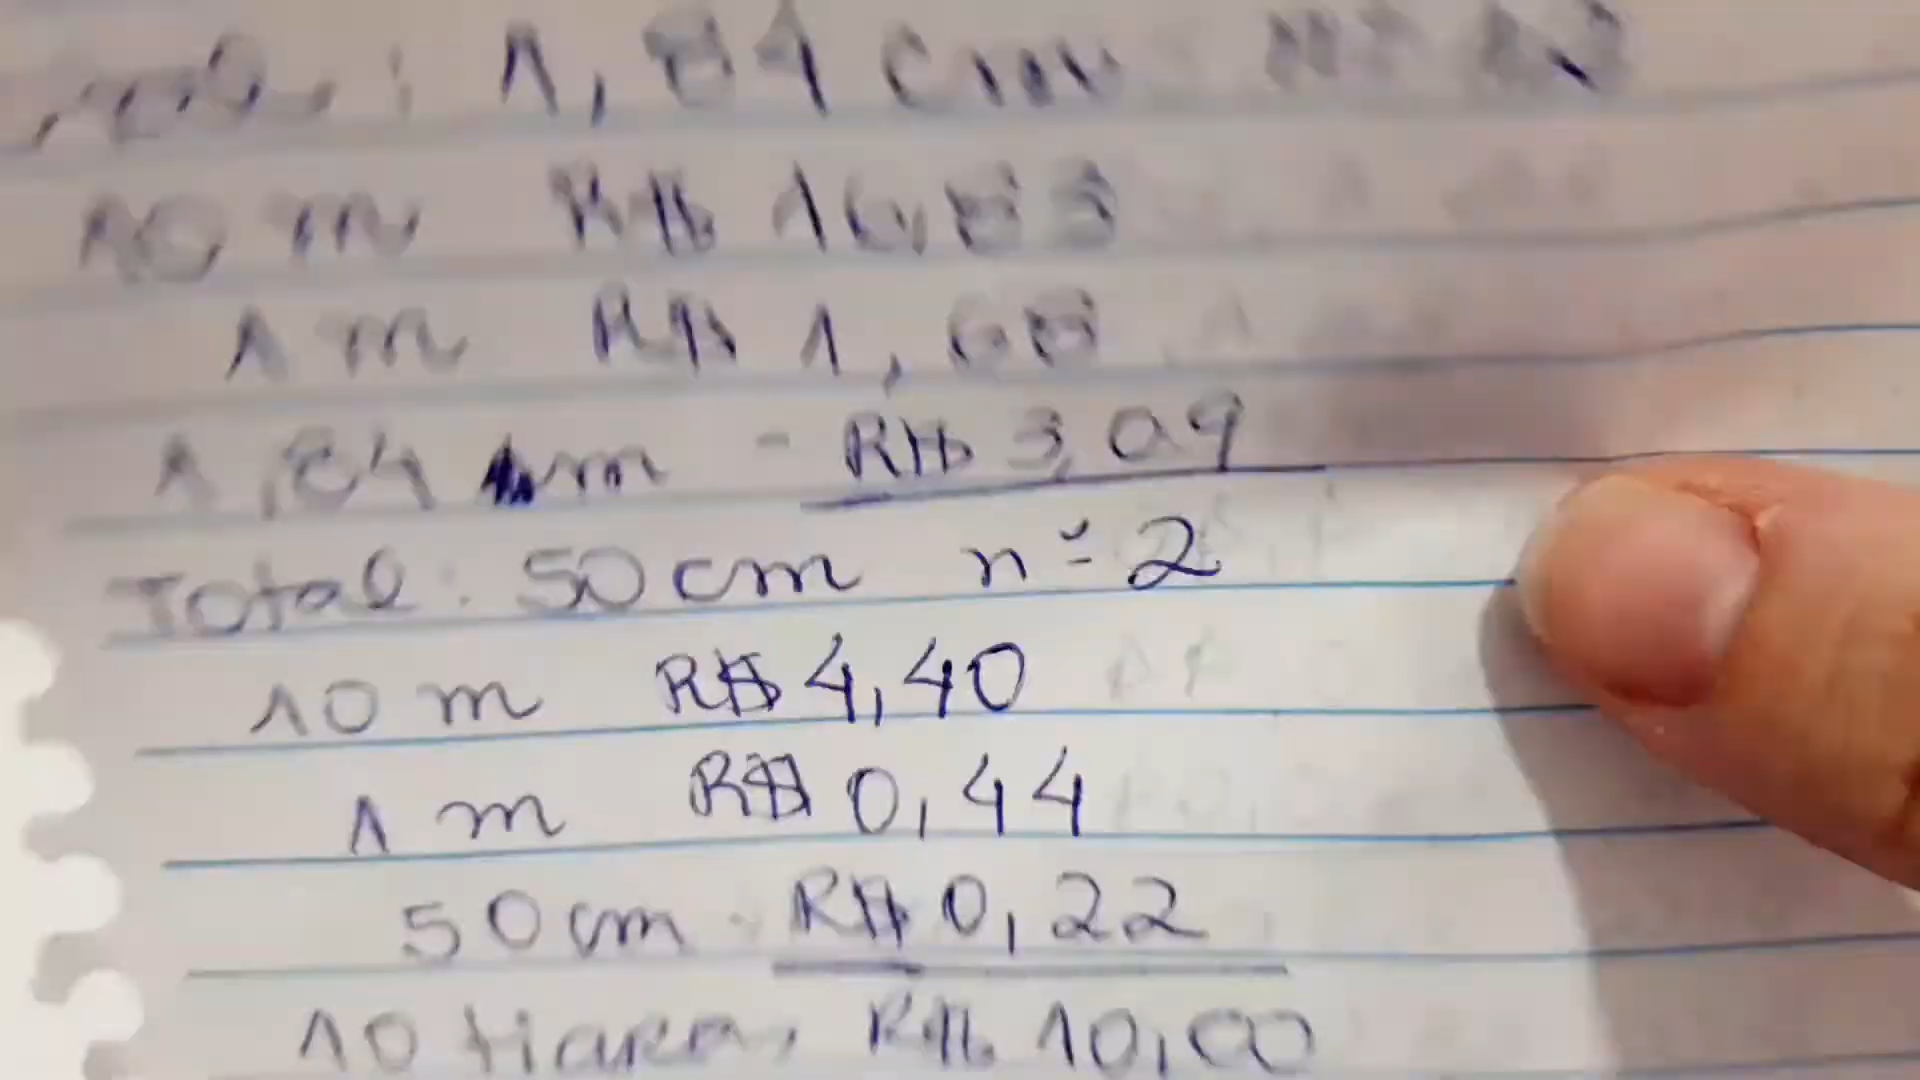 1,84 cm
10 m R$ 16,83
1 m R$ 1,68
1,84 m - R$ 3,09
Total: 50 cm nº 2
10 m R$ 4,40
1 m R$ 0,44
50 cm - R$ 0,22
10 tiaras R$ 10,00